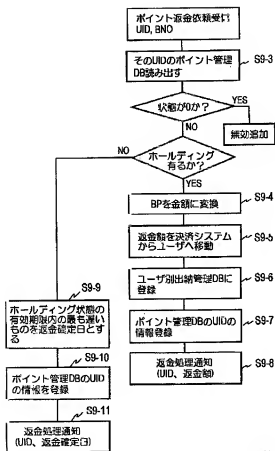 ポイント返金依頼受信
UID, BNO
そのUIDのポイント管理
DB読み出す
S9-3
状態が0か？
YES
NO
無効追加
ホールディング
有るか？
NO
YES
BPを金額に変換
S9-4
返金額を決済システム
からユーザへ移動
S9-5
ユーザ別出納管理DBに
登録
S9-6
ポイント管理DBのUIDの
情報登録
S9-7
返金処理通知
(UID、返金額)
S9-8
S9-9
ホールディング状態の
有効期限内の最も遅い
ものを返金確定日とす
る
S9-10
ポイント管理DBのUID
の情報を登録
S9-11
返金処理通知
(UID、返金確定日)